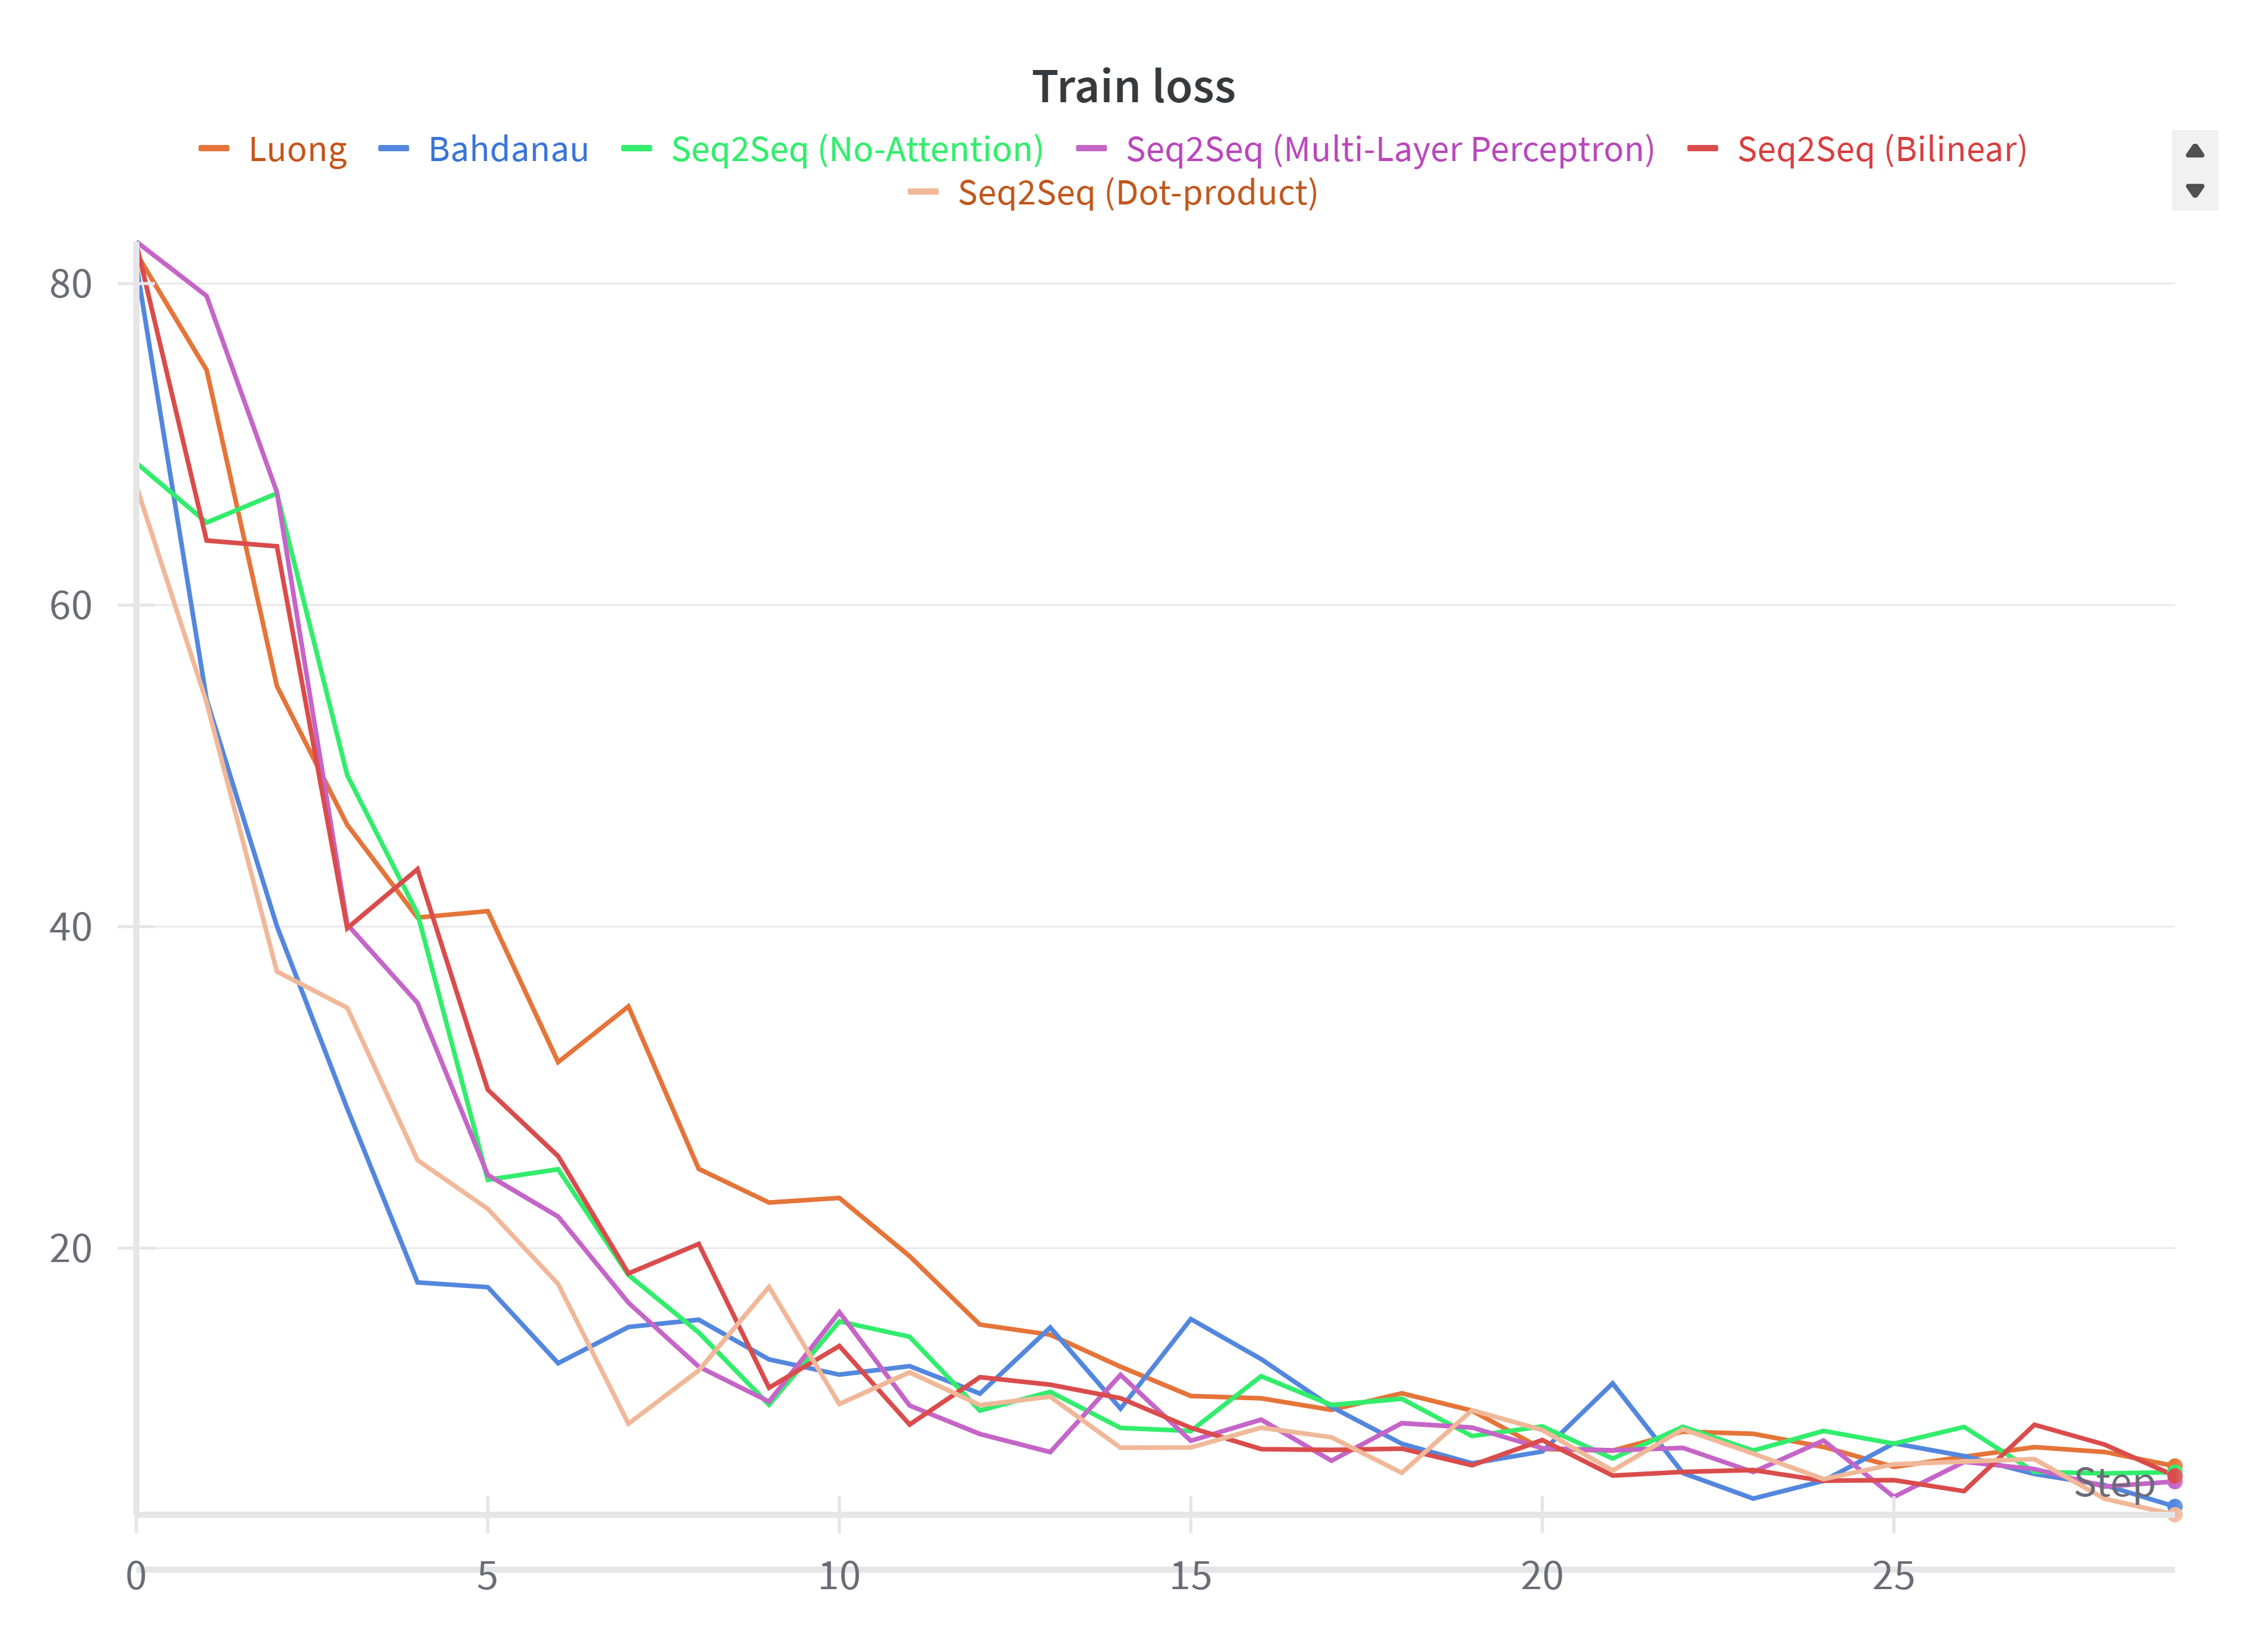 Train loss
Luong Bahdanau Seq2Seq (No-Attention) Seq2Seq (Multi-Layer Perceptron) Seq2Seq (Bilinear)
Seq2Seq (Dot-product)
80
60
40
20
Step
0 5 10 15 20 25